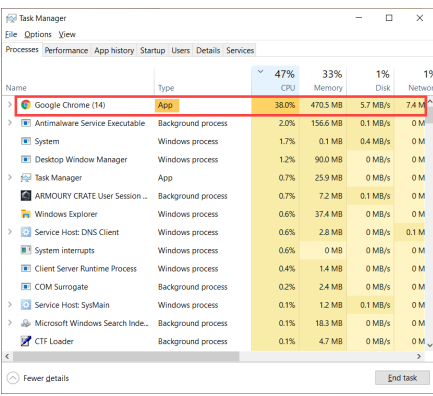 Task Manager
File Options View
Processes Performance App history Startup Users Details Services
47% 33% 1% 1%
Name Type CPU Memory Disk Networ
Google Chrome (14) App 38.0% 470.5 MB 5.7 MB/s 7.4 M
Antimalware Service Executable Background process 2.0% 156.6 MB 0.1 MB/s 0 M
System Windows process 1.7% 0.1 MB 0.4 MB/s 0 M
Desktop Window Manager Windows process 1.2% 90.0 MB 0 MB/s 0 M
Task Manager App 0.7% 25.9 MB 0 MB/s 0 M
ARMOURY CRATE User Session ... Background process 0.7% 7.2 MB 0.1 MB/s 0 M
Windows Explorer Windows process 0.6% 37.4 MB 0 MB/s 0 M
Service Host: DNS Client Windows process 0.6% 2.8 MB 0 MB/s 0.1 M
System interrupts Windows process 0.6% 0 MB 0 MB/s 0 M
Client Server Runtime Process Windows process 0.4% 1.4 MB 0 MB/s 0 M
COM Surrogate Background process 0.2% 2.4 MB 0 MB/s 0 M
Service Host: SysMain Windows process 0.1% 1.2 MB 0.1 MB/s 0 M
Microsoft Windows Search Inde... Background process 0.1% 18.3 MB 0 MB/s 0 M
CTF Loader Background process 0.1% 4.7 MB 0 MB/s 0 M
Fewer details End task